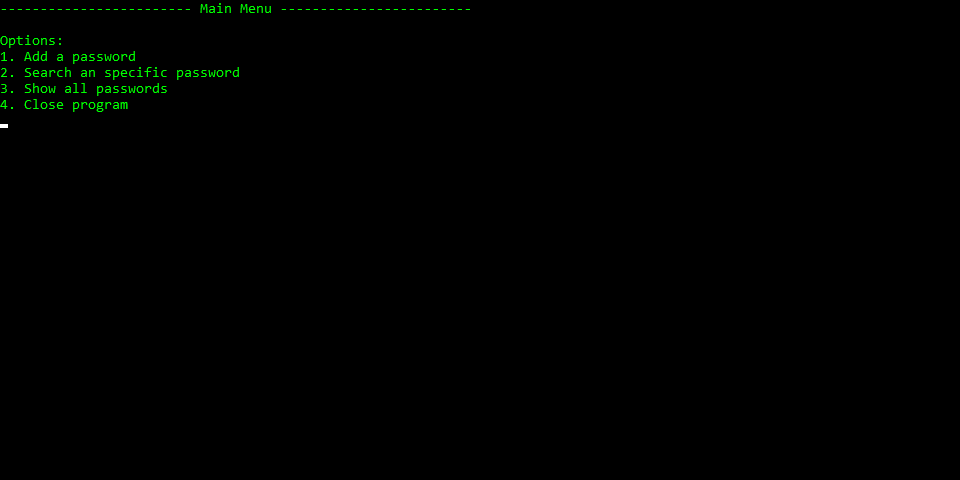 ------------------------ Main Menu ------------------------
Options:
1. Add a password
2. Search an specific password
3. Show all passwords
4. Close program